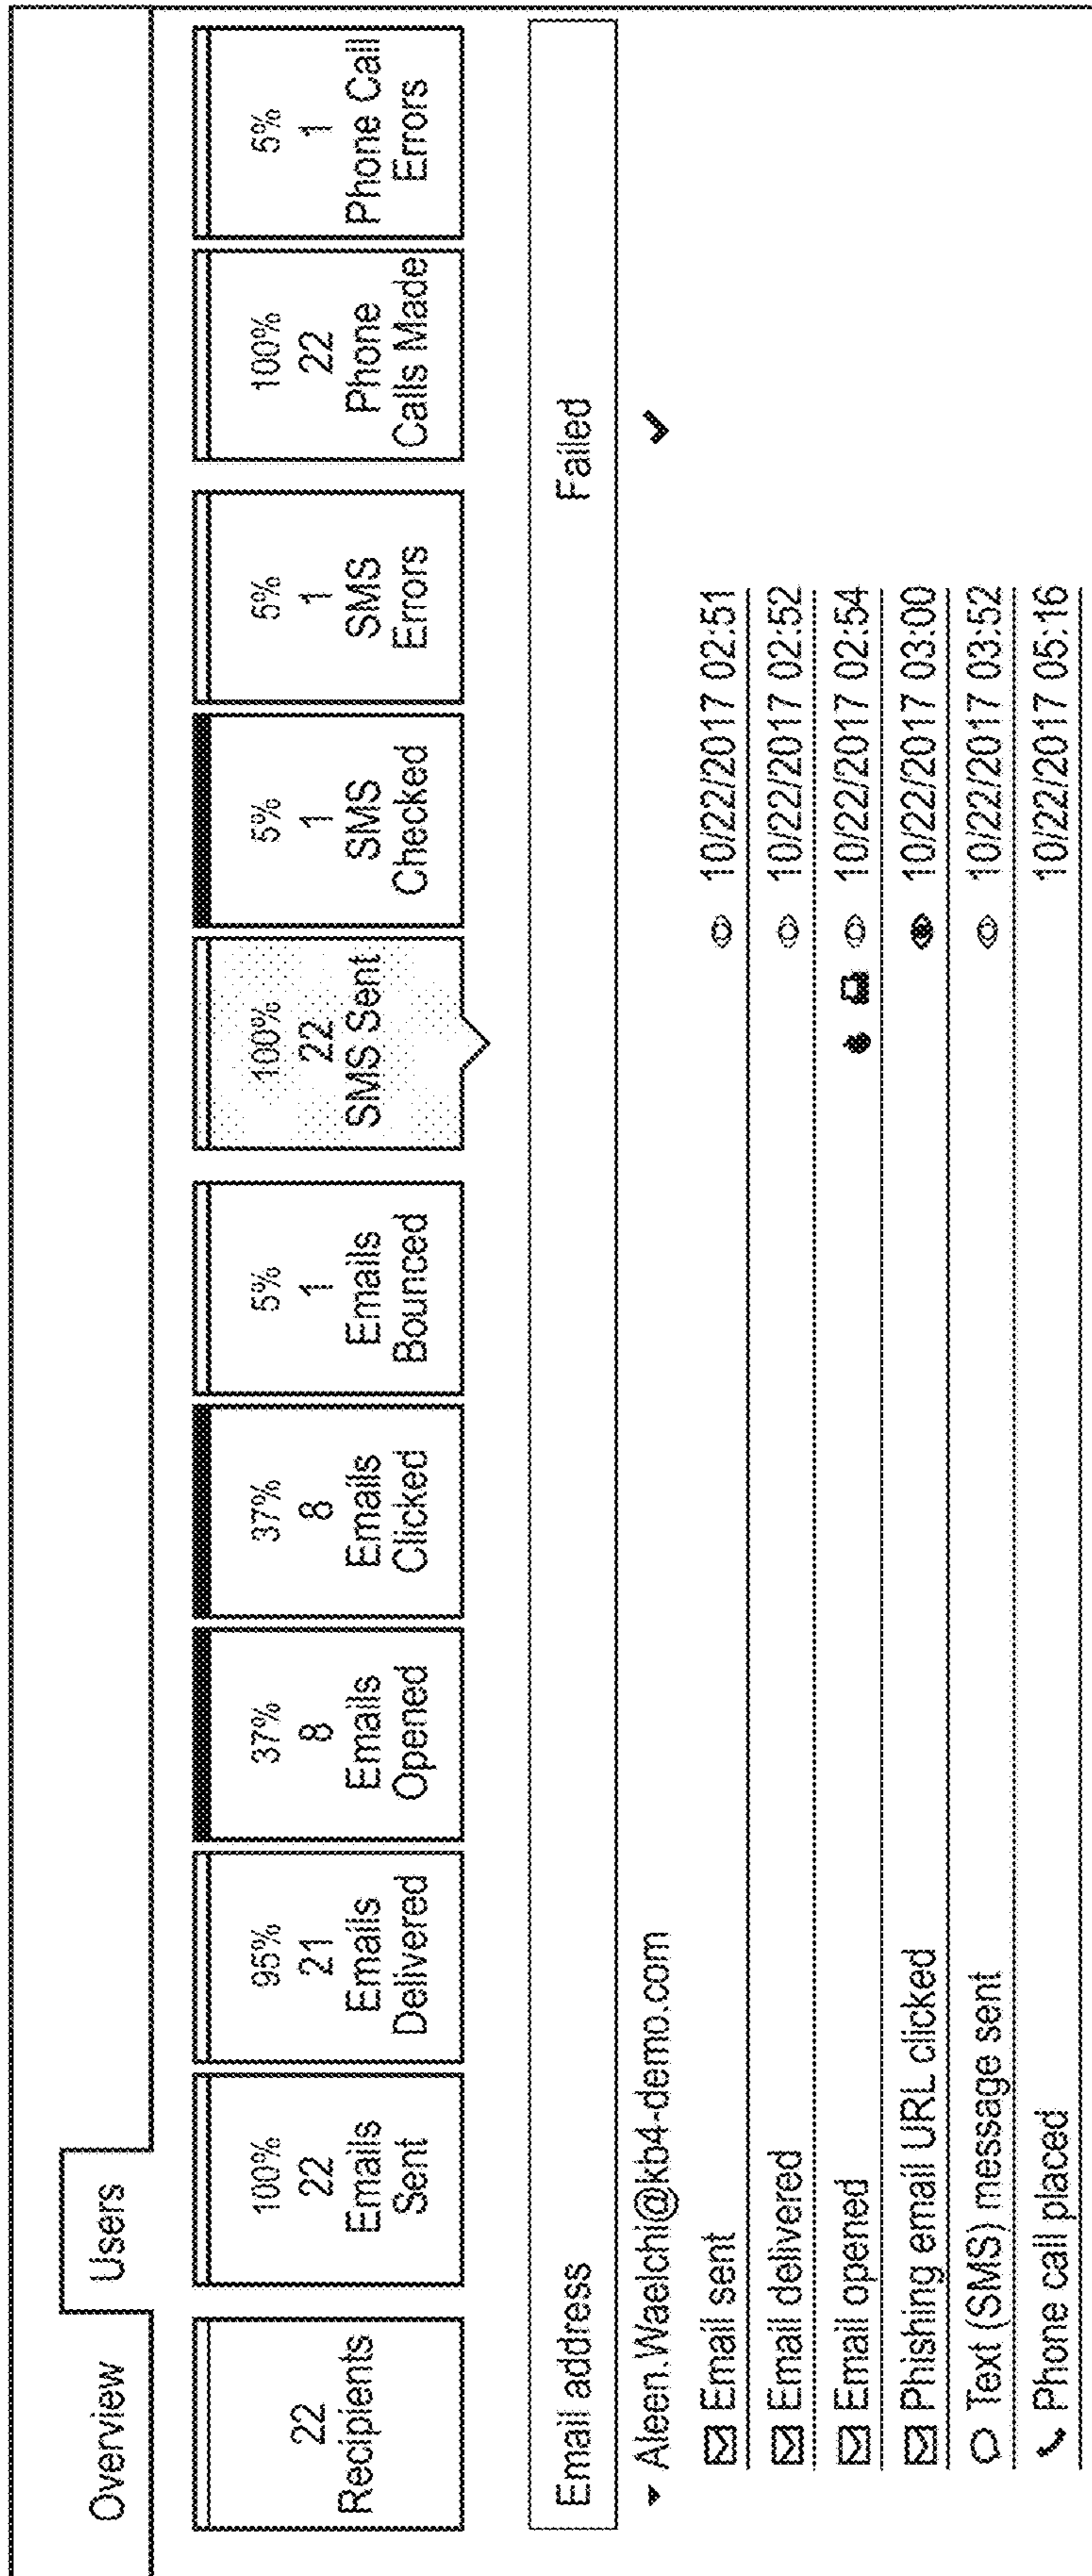 Overview
Users
22
Recipients
100%
22
Emails
Sent
95%
21
Emails
Delivered
37%
8
Emails
Opened
37%
8
Emails
Clicked
5%
1
Emails
Bounced
100%
22
SMS Sent
5%
1
SMS
Checked
5%
1
SMS
Errors
100%
22
Phone
Calls Made
5%
1
Phone Call
Errors
Email address
Failed
Aleen.Waelchi@kb4-demo.com
Email sent 10/22/2017 02:51
Email delivered 10/22/2017 02:52
Email opened 10/22/2017 02:54
Phishing email URL clicked 10/22/2017 03:00
Text (SMS) message sent 10/22/2017 03:52
Phone call placed 10/22/2017 05:16